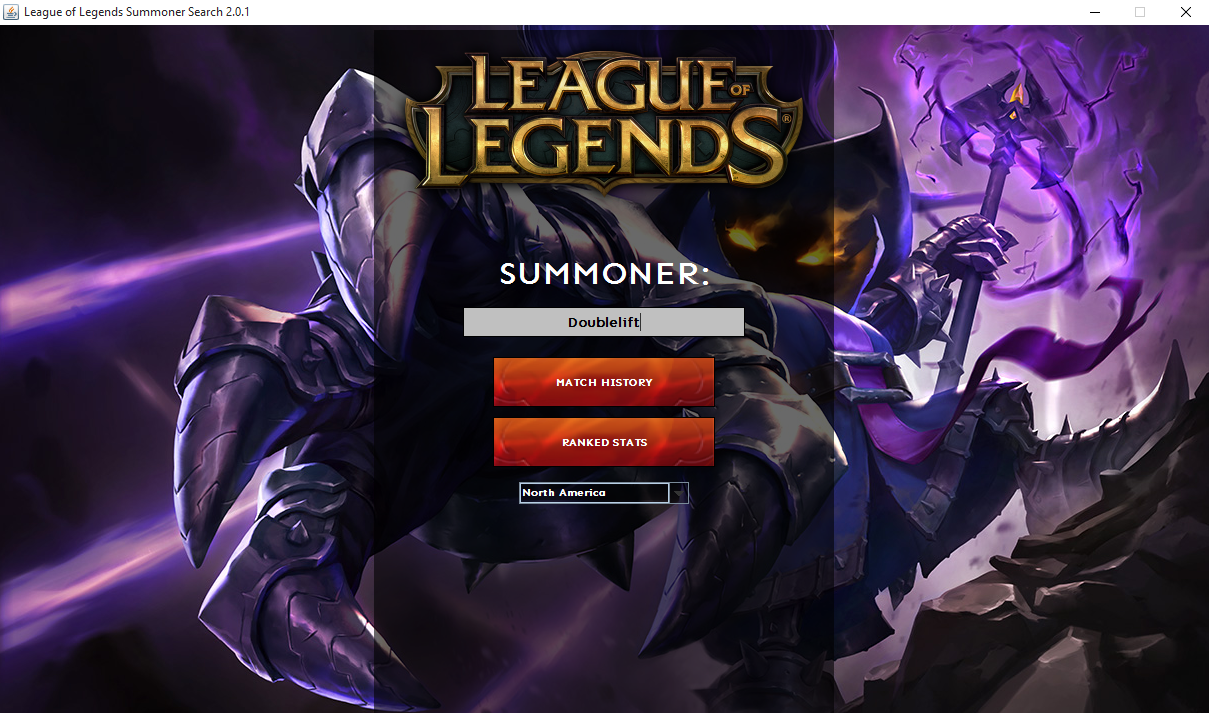 League of Legends Summoner Search 2.0.1
LEAGUE OF
LEGENDS®
SUMMONER:
Doublelift
MATCH HISTORY
RANKED STATS
North America